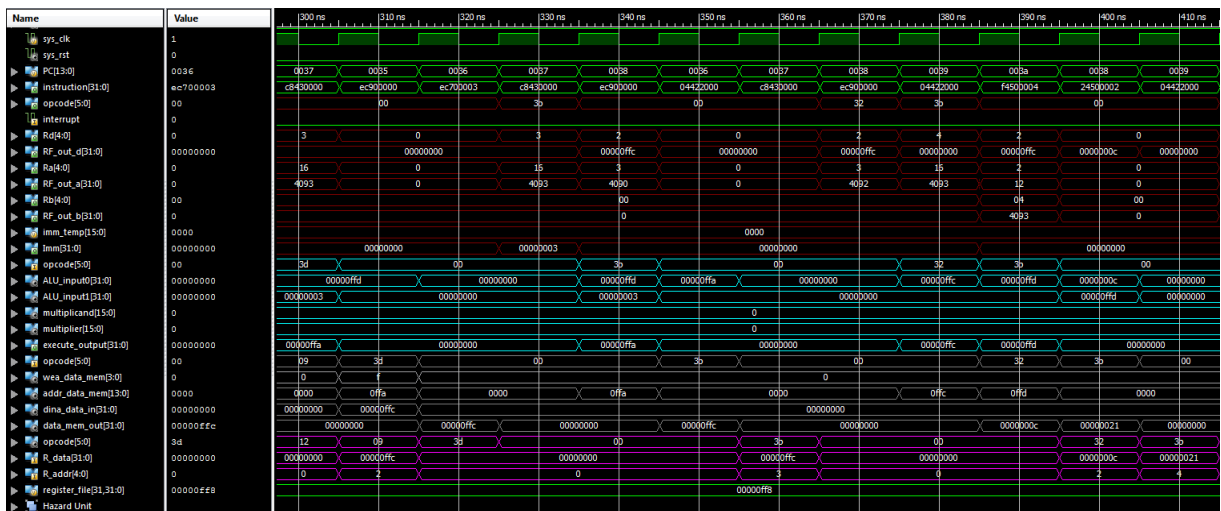 Name Value 300 ns 310 ns 320 ns 330 ns 340 ns 350 ns 360 ns 370 ns 380 ns 390 ns 400 ns 410 ns
sys_clk 1
sys_rst 0
PC[13:0] 0036 0037 0035 0036 0037 0038 0036 0037 0038 0039 003a 0038 0039
instruction[31:0] ec700003 c8430000 ec900000 ec700003 c8430000 ec900000 04422000 c8430000 ec900000 04422000 f4500004 24500002 04422000
opcode[5:0] 00 00 3b 00 32 3b 00
interrupt 0
Rd[4:0] 0 3 0 3 2 0 2 4 2 0
RF_out_d[31:0] 00000000 00000000 00000ffc 00000000 00000ffc 00000000 00000ffc 0000000c 00000000
Ra[4:0] 0 16 0 16 3 0 3 16 2 0
RF_out_a[31:0] 0 4093 0 4093 4090 0 4092 4093 12 0
Rb[4:0] 00 00 04 00
RF_out_b[31:0] 0 0 4093 0
imm_temp[15:0] 0000 0000
Imm[31:0] 00000000 00000000 00000003 00000000 00000000
opcode[5:0] 00 3d 00 3b 00 32 3b 00
ALU_input0[31:0] 00000000 00000ffd 00000000 00000ffd 00000ffa 00000000 00000ffc 00000ffd 0000000c 00000000
ALU_input1[31:0] 00000000 00000003 00000000 00000003 00000000 00000ffd 00000000
multiplicand[15:0] 0 0
multiplier[15:0] 0 0
execute_output[31:0] 00000000 00000ffa 00000000 00000ffa 00000000 00000ffc 00000ffd 00000000
opcode[5:0] 00 09 3d 00 3b 00 32 3b 00
wea_data_mem[3:0] 0 0 f 0
addr_data_mem[13:0] 0000 0000 0ffa 0000 0ffa 0000 0ffc 0ffd 0000
dina_data_in[31:0] 00000000 00000000 00000ffc 00000000
data_mem_out[31:0] 00000ffc 00000000 00000ffc 00000000 00000ffc 00000000 0000000c 00000021 00000000
opcode[5:0] 3d 12 09 3d 00 3b 00 32 3b
R_data[31:0] 00000000 00000000 00000ffc 00000000 00000ffc 00000000 0000000c 00000021
R_addr[4:0] 0 0 2 0 3 0 2 4
register_file[31,31:0] 00000ff8 00000ff8
Hazard Unit